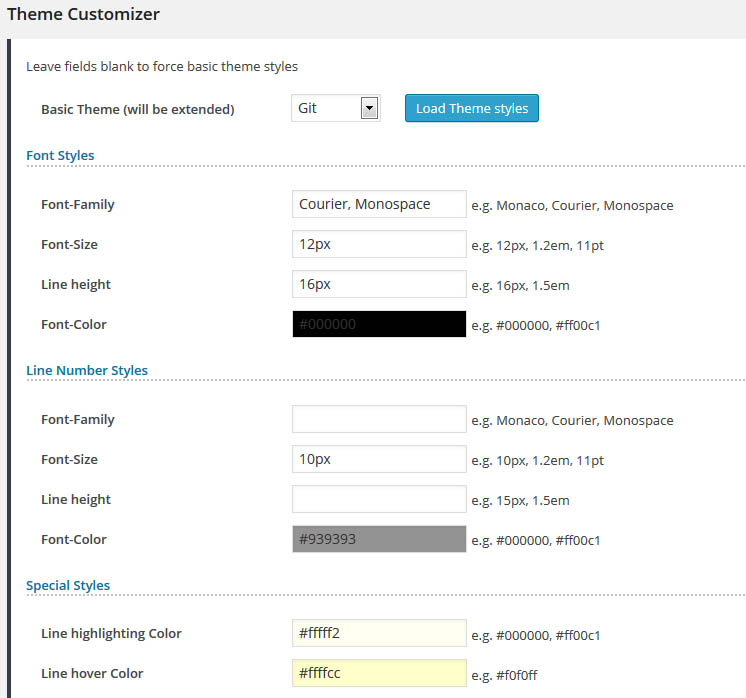 Theme Customizer
Leave fields blank to force basic theme styles
Basic Theme (will be extended) Git Load Theme styles
Font Styles
Font-Family Courier, Monospace e.g. Monaco, Courier, Monospace
Font-Size 12px e.g. 12px, 1.2em, 11pt
Line height 16px e.g. 16px, 1.5em
Font-Color #000000 e.g. #000000, #ff00c1
Line Number Styles
Font-Family e.g. Monaco, Courier, Monospace
Font-Size 10px e.g. 10px, 1.2em, 11pt
Line height e.g. 15px, 1.5em
Font-Color #939393 e.g. #000000, #ff00c1
Special Styles
Line highlighting Color #fffff2 e.g. #000000, #ff00c1
Line hover Color #ffffcc e.g. #f0f0ff